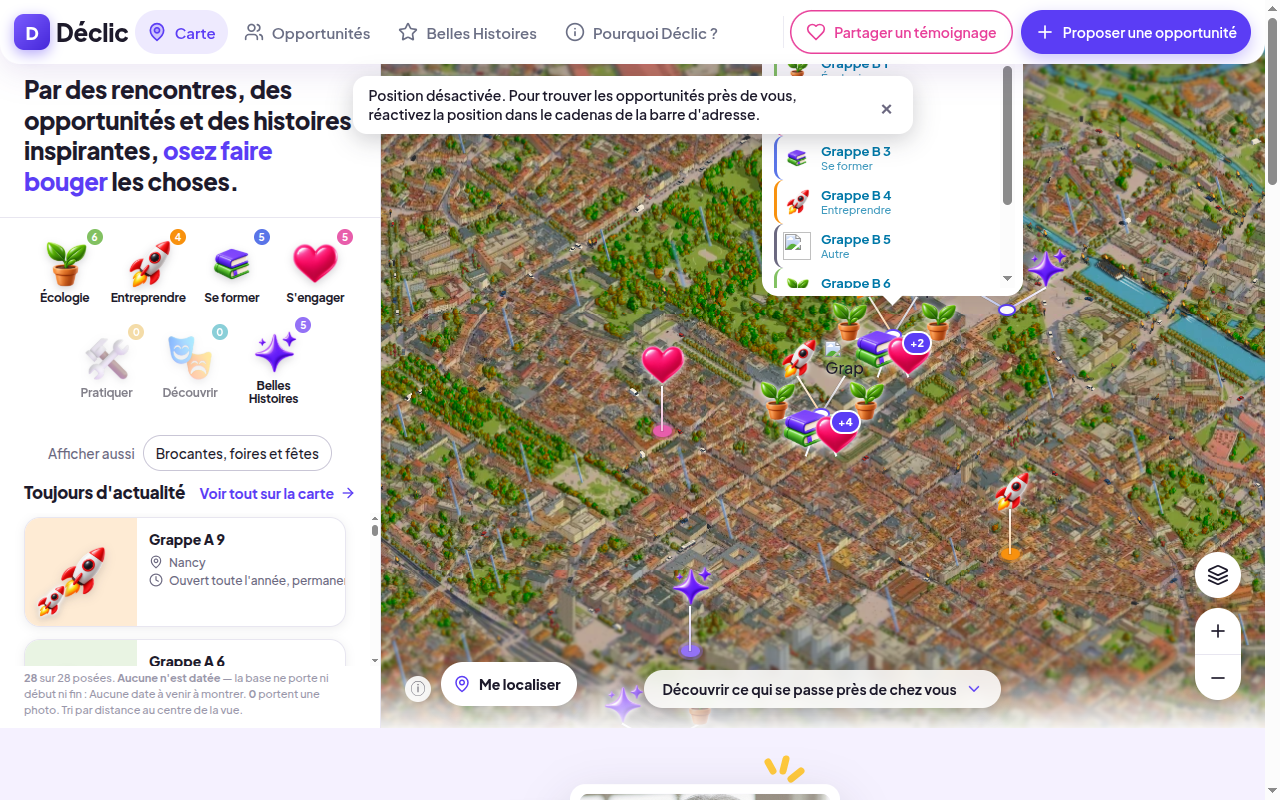 D Déclic
Carte
Opportunités
Belles Histoires
Pourquoi Déclic ?
Partager un témoignage
Proposer une opportunité
Par des rencontres, des
opportunités et des histoires
inspirantes, osez faire
bouger les choses.
Position désactivée. Pour trouver les opportunités près de vous,
réactivez la position dans le cadenas de la barre d'adresse.
×
6
Écologie
4
Entreprendre
5
Se former
5
S'engager
0
Pratiquer
0
Découvrir
5
Belles
Histoires
Afficher aussi
Brocantes, foires et fêtes
Toujours d'actualité
Voir tout sur la carte
Grappe A 9
Nancy
Ouvert toute l'année, permane
Grappe A 6
28 sur 28 posées. Aucune n'est datée — la base ne porte ni
début ni fin : Aucune date à venir à montrer. 0 portent une
photo. Tri par distance au centre de la vue.
Grappe B 3
Se former
Grappe B 4
Entreprendre
Grappe B 5
Autre
Grappe B 6
+2
Grap
+4
Me localiser
Découvrir ce qui se passe près de chez vous